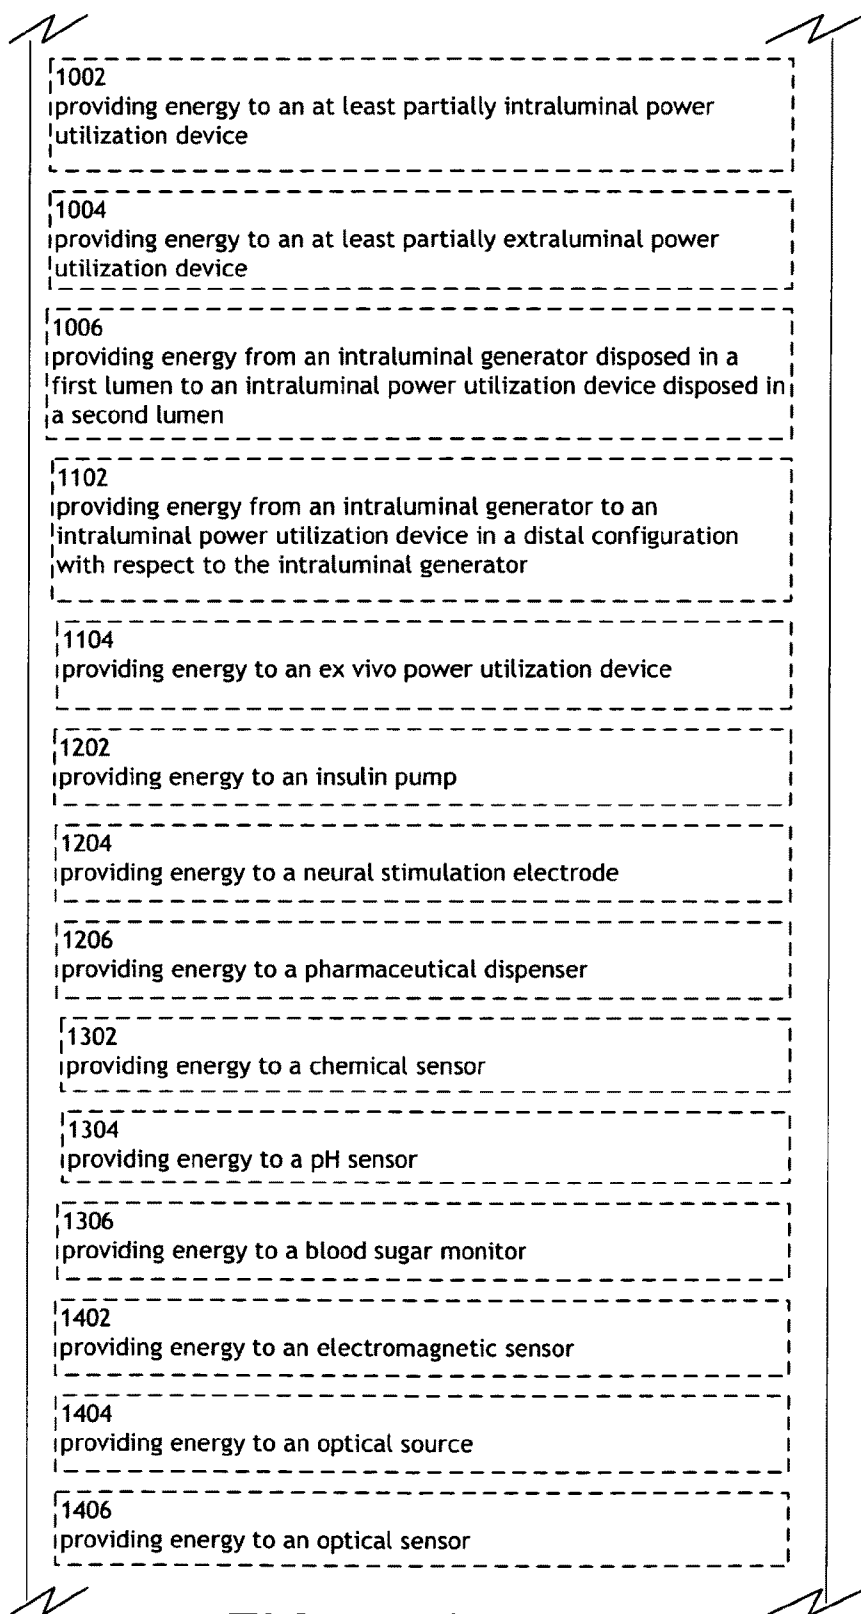 1002
providing energy to an at least partially intraluminal power
utilization device
1004
providing energy to an at least partially extraluminal power
utilization device
1006
providing energy from an intraluminal generator disposed in a
first lumen to an intraluminal power utilization device disposed in
a second lumen
1102
providing energy from an intraluminal generator to an
intraluminal power utilization device in a distal configuration
with respect to the intraluminal generator
1104
providing energy to an ex vivo power utilization device
1202
providing energy to an insulin pump
1204
providing energy to a neural stimulation electrode
1206
providing energy to a pharmaceutical dispenser
1302
providing energy to a chemical sensor
1304
providing energy to a pH sensor
1306
providing energy to a blood sugar monitor
1402
providing energy to an electromagnetic sensor
1404
providing energy to an optical source
1406
providing energy to an optical sensor